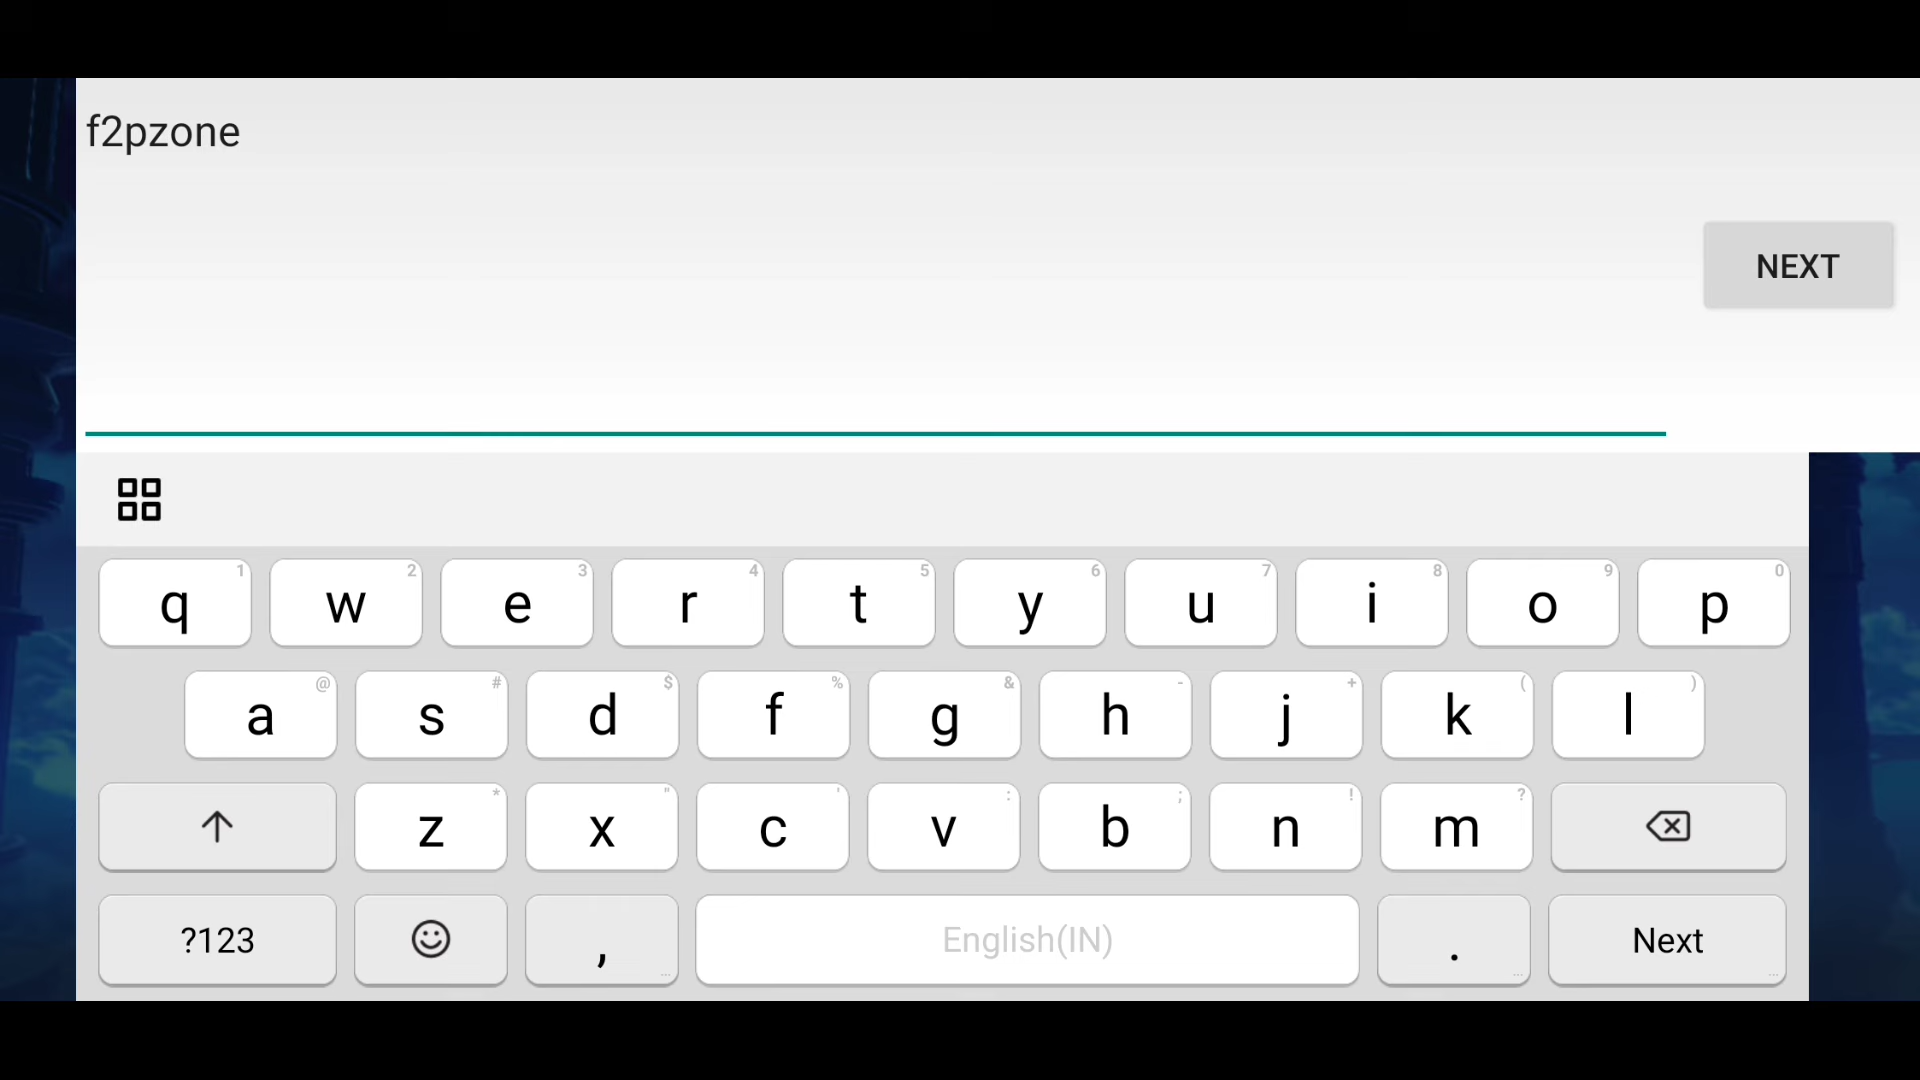 f2pzone
NEXT
q 1 w 2 e 3 r 4 t 5 y 6 u 7 i 8 o 9 p 0
a @ s # d $ f % g & h - j + k ( l )
z * x " c ' v : b ; n ! m ?
?123 , ... English(IN) . ... Next ...